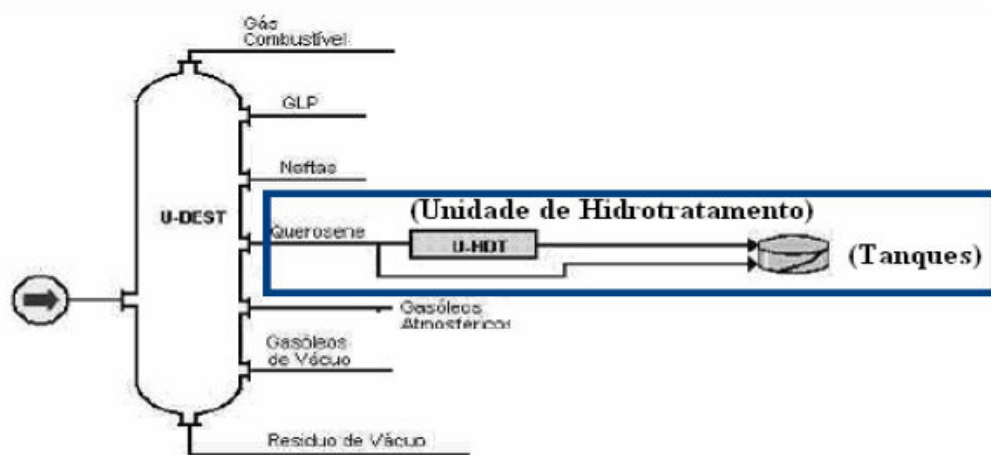 Gás
Combustível
GLP
Naftas
(Unidade de Hidrotratamento)
U-DEST
Querosene
U-HDT
(Tanques)
Gasóleos
Atmosféricos
Gasóleos
de Vácuo
Resíduo de Vácuo